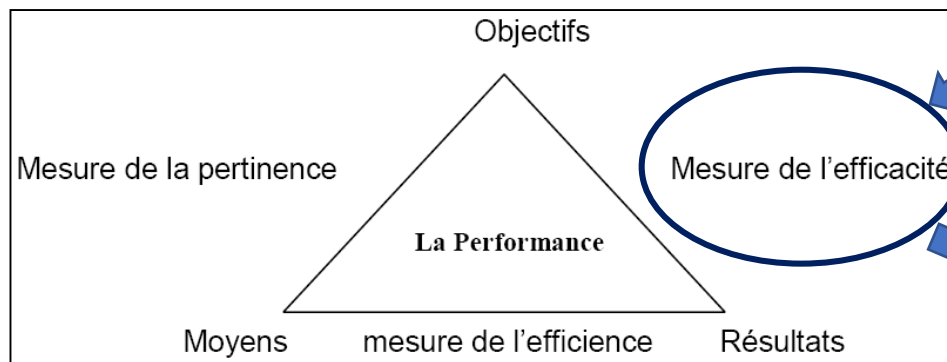 Objectifs
Mesure de la pertinence
Mesure de l'efficacité
La Performance
Moyens
mesure de l'efficience
Résultats